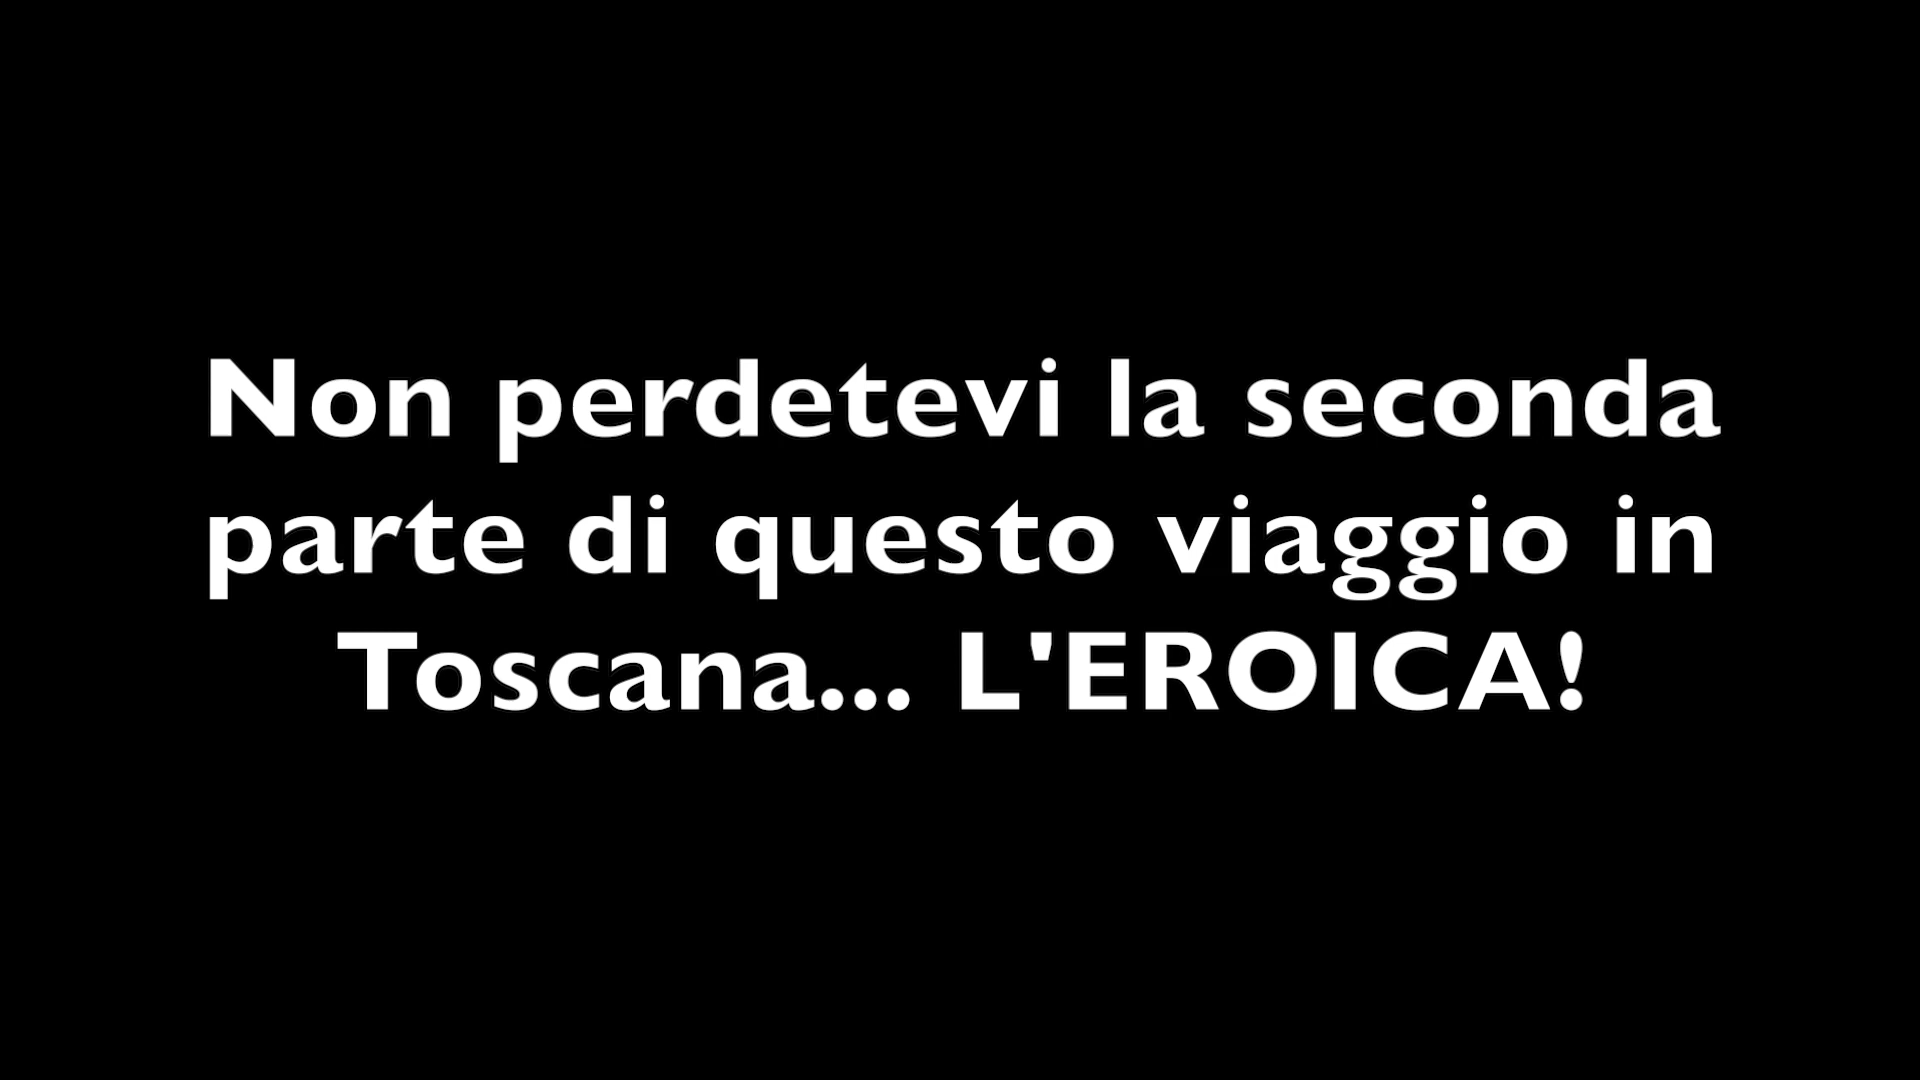 Non perdetevi la seconda
parte di questo viaggio in
Toscana... L'EROICA!